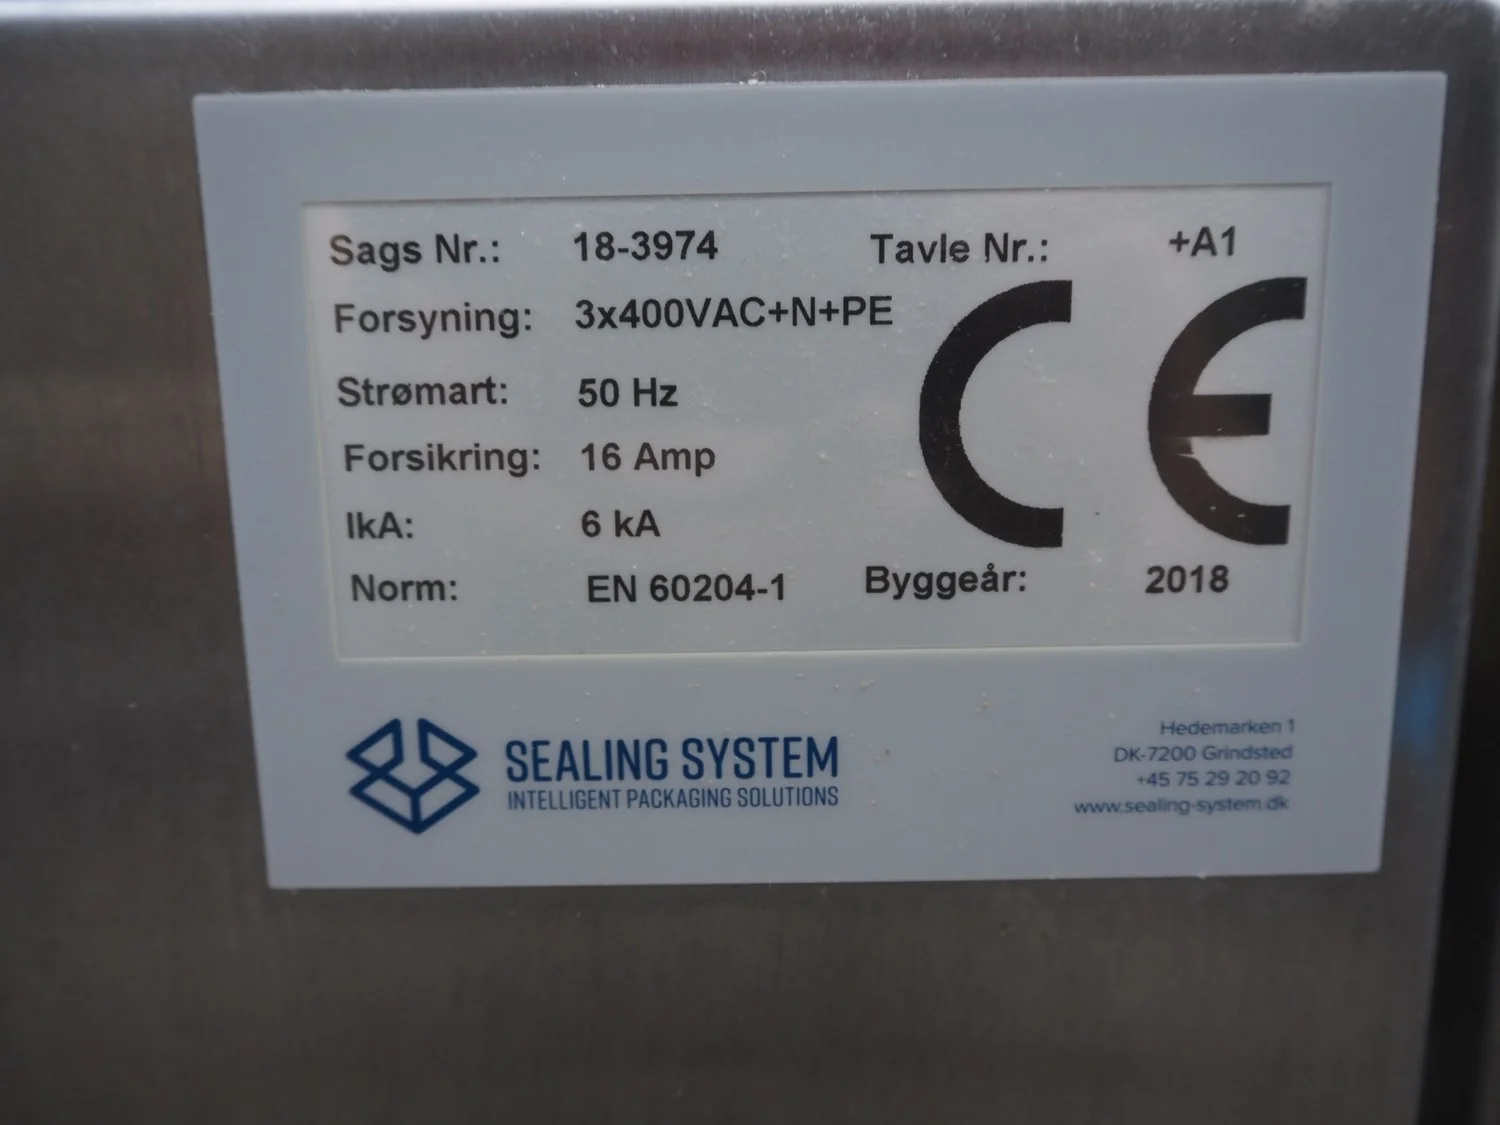 Sags Nr.: 18-3974 Tavle Nr.: +A1
Forsyning: 3x400VAC+N+PE
Strømart: 50 Hz
Forsikring: 16 Amp
IkA: 6 kA
Norm: EN 60204-1 Byggeår: 2018
CE
SEALING SYSTEM
INTELLIGENT PACKAGING SOLUTIONS
Hedemarken 1
DK-7200 Grindsted
+45 75 29 20 92
www.sealing-system.dk